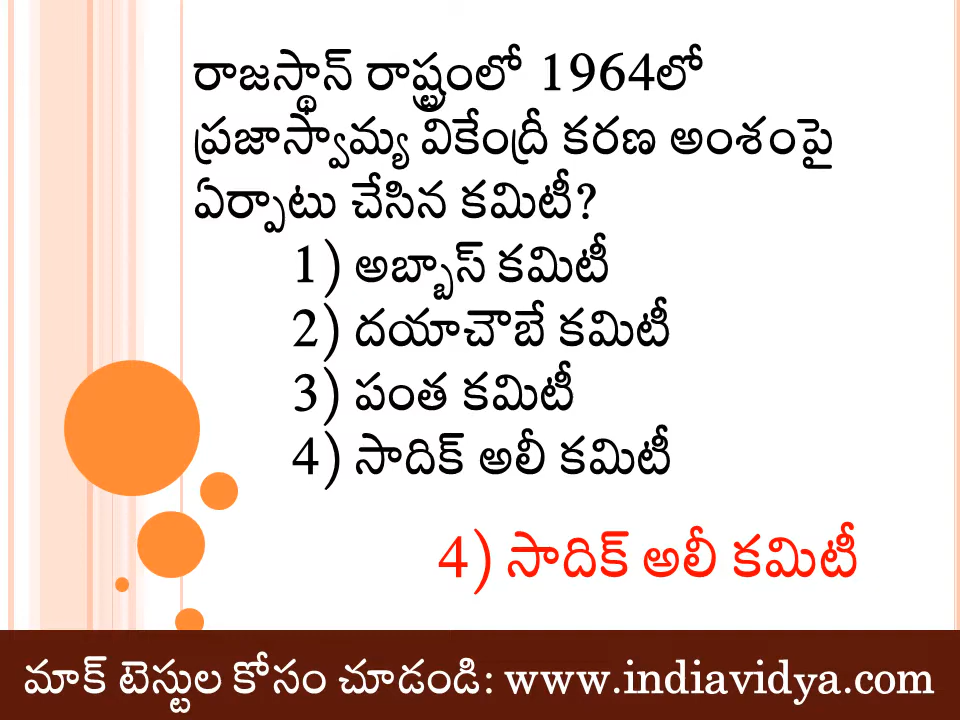 రాజస్థాన్ రాష్ట్రంలో 1964లో
ప్రజాస్వామ్య వికేంద్రీ కరణ అంశంపై
ఏర్పాటు చేసిన కమిటీ?
1) అబ్బాస్ కమిటీ
2) దయాచౌబే కమిటీ
3) పంత కమిటీ
4) సాదిక్ అలీ కమిటీ
4) సాదిక్ అలీ కమిటీ
మాక్ టెస్టుల కోసం చూడండి: www.indiavidya.com